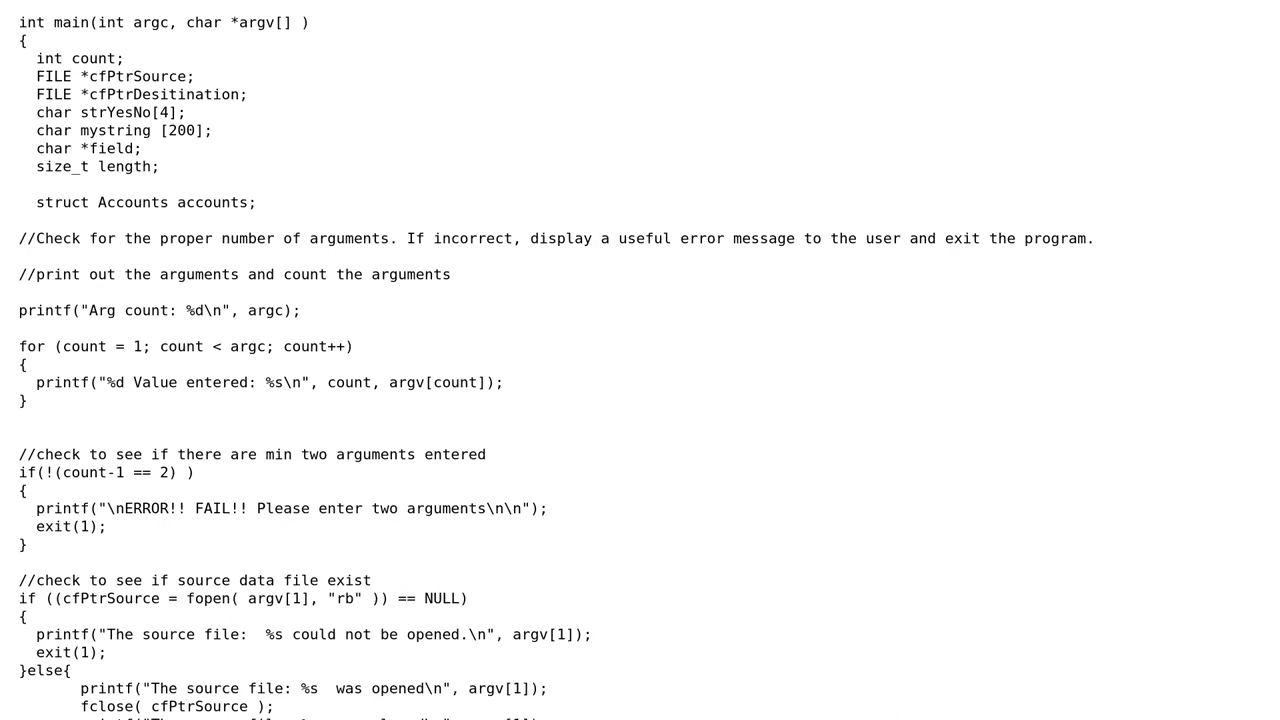 int main(int argc, char *argv[] )
{
  int count;
  FILE *cfPtrSource;
  FILE *cfPtrDesitination;
  char strYesNo[4];
  char mystring [200];
  char *field;
  size_t length;

  struct Accounts accounts;

//Check for the proper number of arguments. If incorrect, display a useful error message to the user and exit the program.

//print out the arguments and count the arguments

printf("Arg count: %d\n", argc);

for (count = 1; count < argc; count++)
{
  printf("%d Value entered: %s\n", count, argv[count]);
}


//check to see if there are min two arguments entered
if(!(count-1 == 2) )
{
  printf("\nERROR!! FAIL!! Please enter two arguments\n\n");
  exit(1);
}

//check to see if source data file exist
if ((cfPtrSource = fopen( argv[1], "rb" )) == NULL)
{
  printf("The source file:  %s could not be opened.\n", argv[1]);
  exit(1);
}else{
       printf("The source file: %s  was opened\n", argv[1]);
       fclose( cfPtrSource );